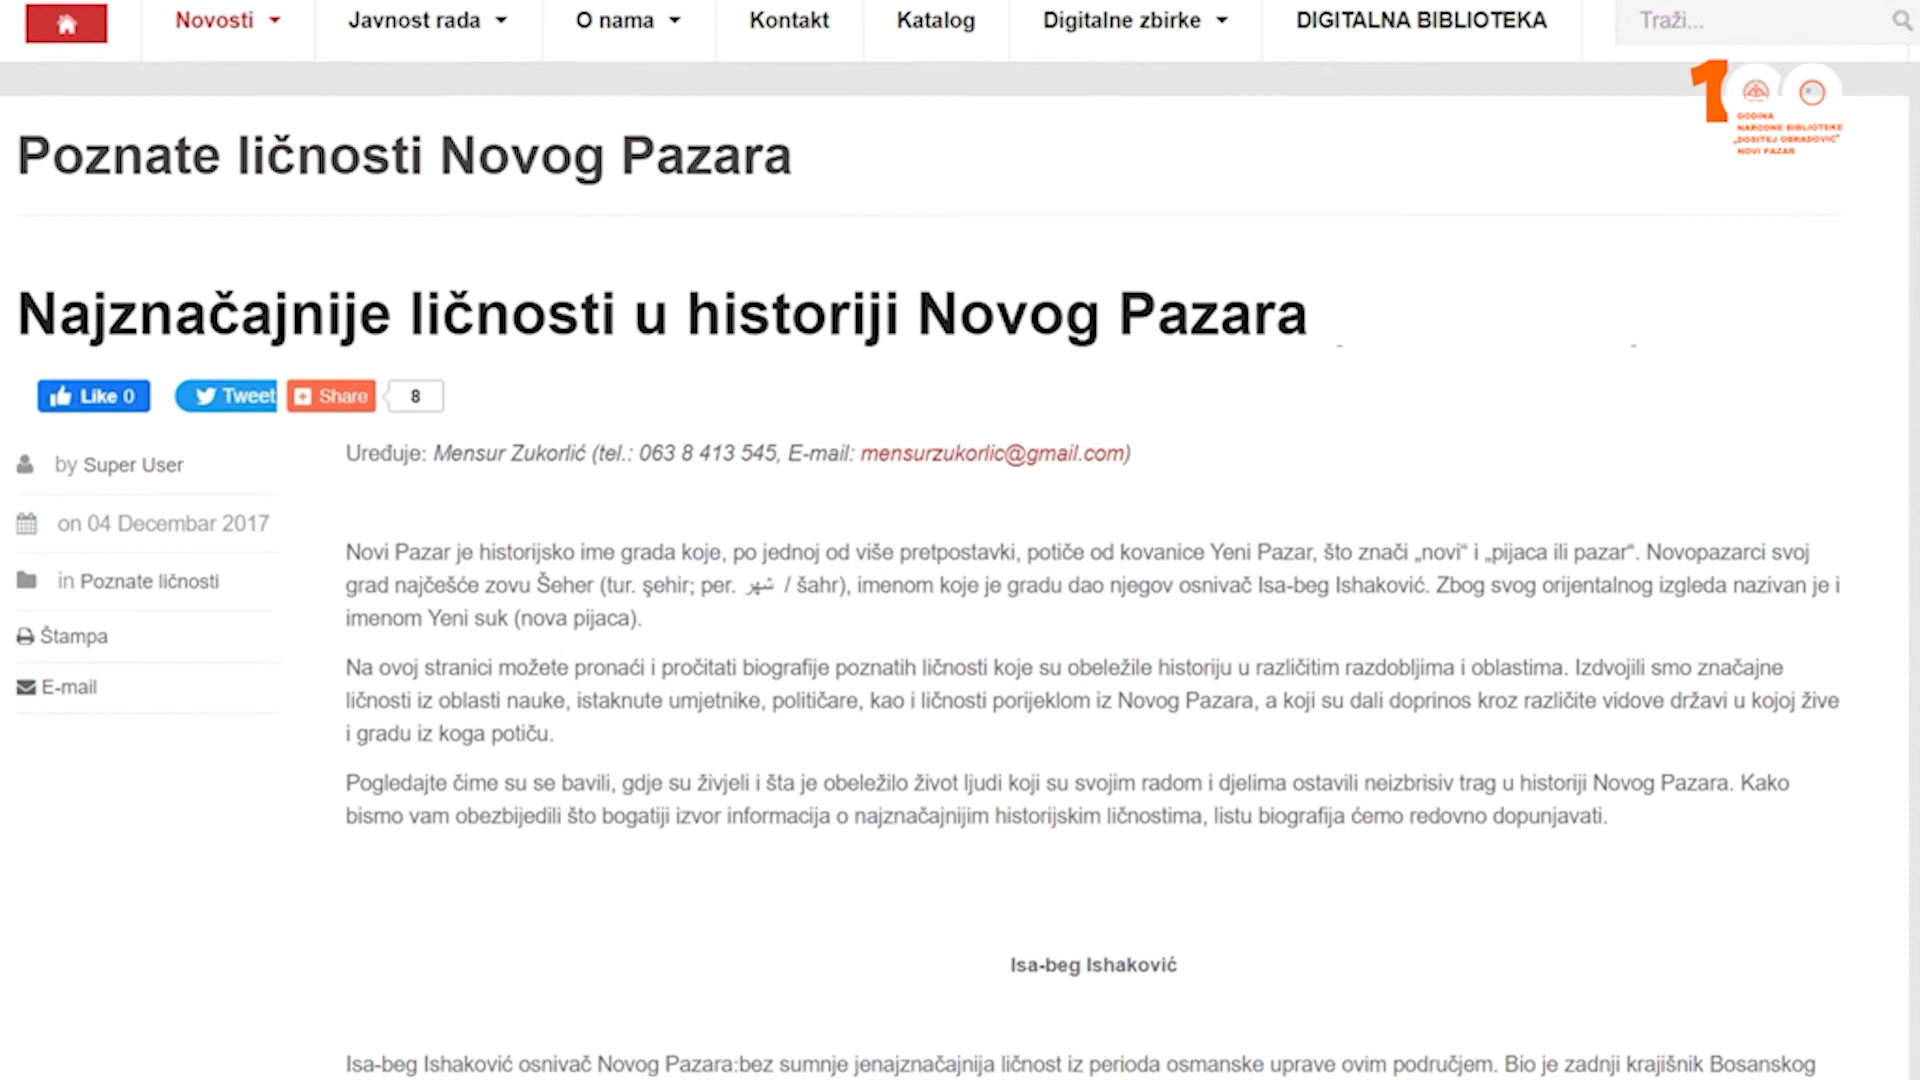 Novosti
Javnost rada
O nama
Kontakt
Katalog
Digitalne zbirke
DIGITALNA BIBLIOTEKA
Traži...
1
GODINA
NARODNE BIBLIOTEKE
„DOSITEJ OBRADOVIĆ“
NOVI PAZAR
Poznate ličnosti Novog Pazara
Najznačajnije ličnosti u historiji Novog Pazara
Like 0
Tweet
Share
8
by Super User
on 04 Decembar 2017
in Poznate ličnosti
Štampa
E-mail
Uređuje: Mensur Zukorlić (tel.: 063 8 413 545, E-mail: mensurzukorlic@gmail.com)
Novi Pazar je historijsko ime grada koje, po jednoj od više pretpostavki, potiče od kovanice Yeni Pazar, što znači „novi“ i „pijaca ili pazar“. Novopazarci svoj
grad najčešće zovu Šeher (tur. şehir; per. شهر / šahr), imenom koje je gradu dao njegov osnivač Isa-beg Ishaković. Zbog svog orijentalnog izgleda nazivan je i
imenom Yeni suk (nova pijaca).
Na ovoj stranici možete pronaći i pročitati biografije poznatih ličnosti koje su obeležile historiju u različitim razdobljima i oblastima. Izdvojili smo značajne
ličnosti iz oblasti nauke, istaknute umjetnike, političare, kao i ličnosti porijeklom iz Novog Pazara, a koji su dali doprinos kroz različite vidove državi u kojoj žive
i gradu iz koga potiču.
Pogledajte čime su se bavili, gdje su živjeli i šta je obeležilo život ljudi koji su svojim radom i djelima ostavili neizbrisiv trag u historiji Novog Pazara. Kako
bismo vam obezbijedili što bogatiji izvor informacija o najznačajnijim historijskim ličnostima, listu biografija ćemo redovno dopunjavati.
Isa-beg Ishaković
Isa-beg Ishaković osnivač Novog Pazara:bez sumnje jenajznačajnija ličnost iz perioda osmanske uprave ovim područjem. Bio je zadnji krajišnik Bosanskog